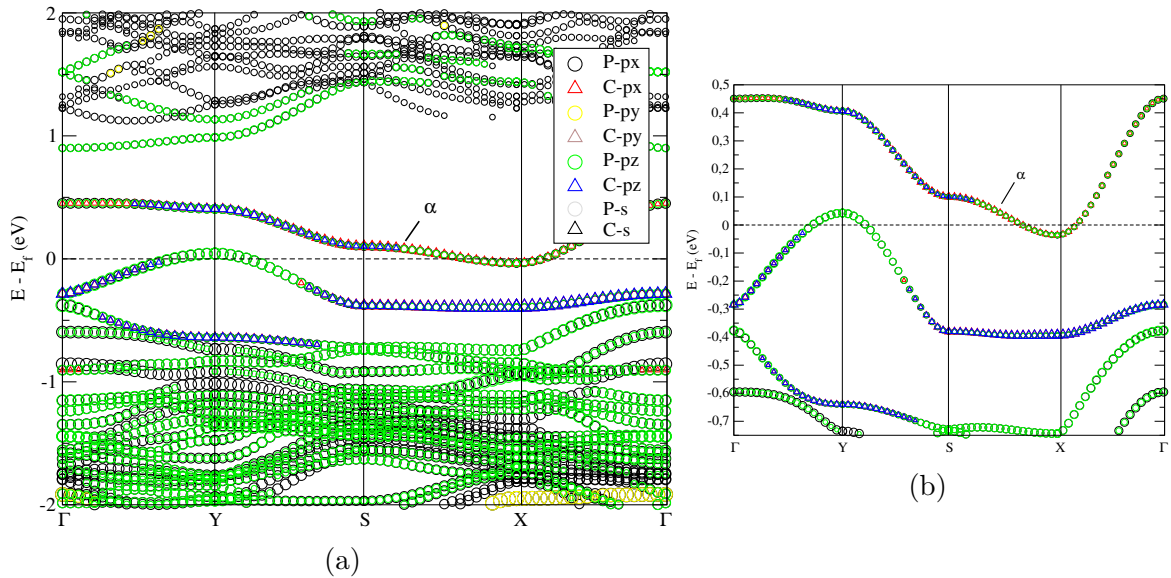 2
1
0
-1
-2
E - E_f (eV)
Γ Y S X Γ
α
P-px
C-px
P-py
C-py
P-pz
C-pz
P-s
C-s
(a)
0,5
0,4
0,3
0,2
0,1
0
-0,1
-0,2
-0,3
-0,4
-0,5
-0,6
-0,7
E - E_f (eV)
Γ Y S X Γ
α
(b)